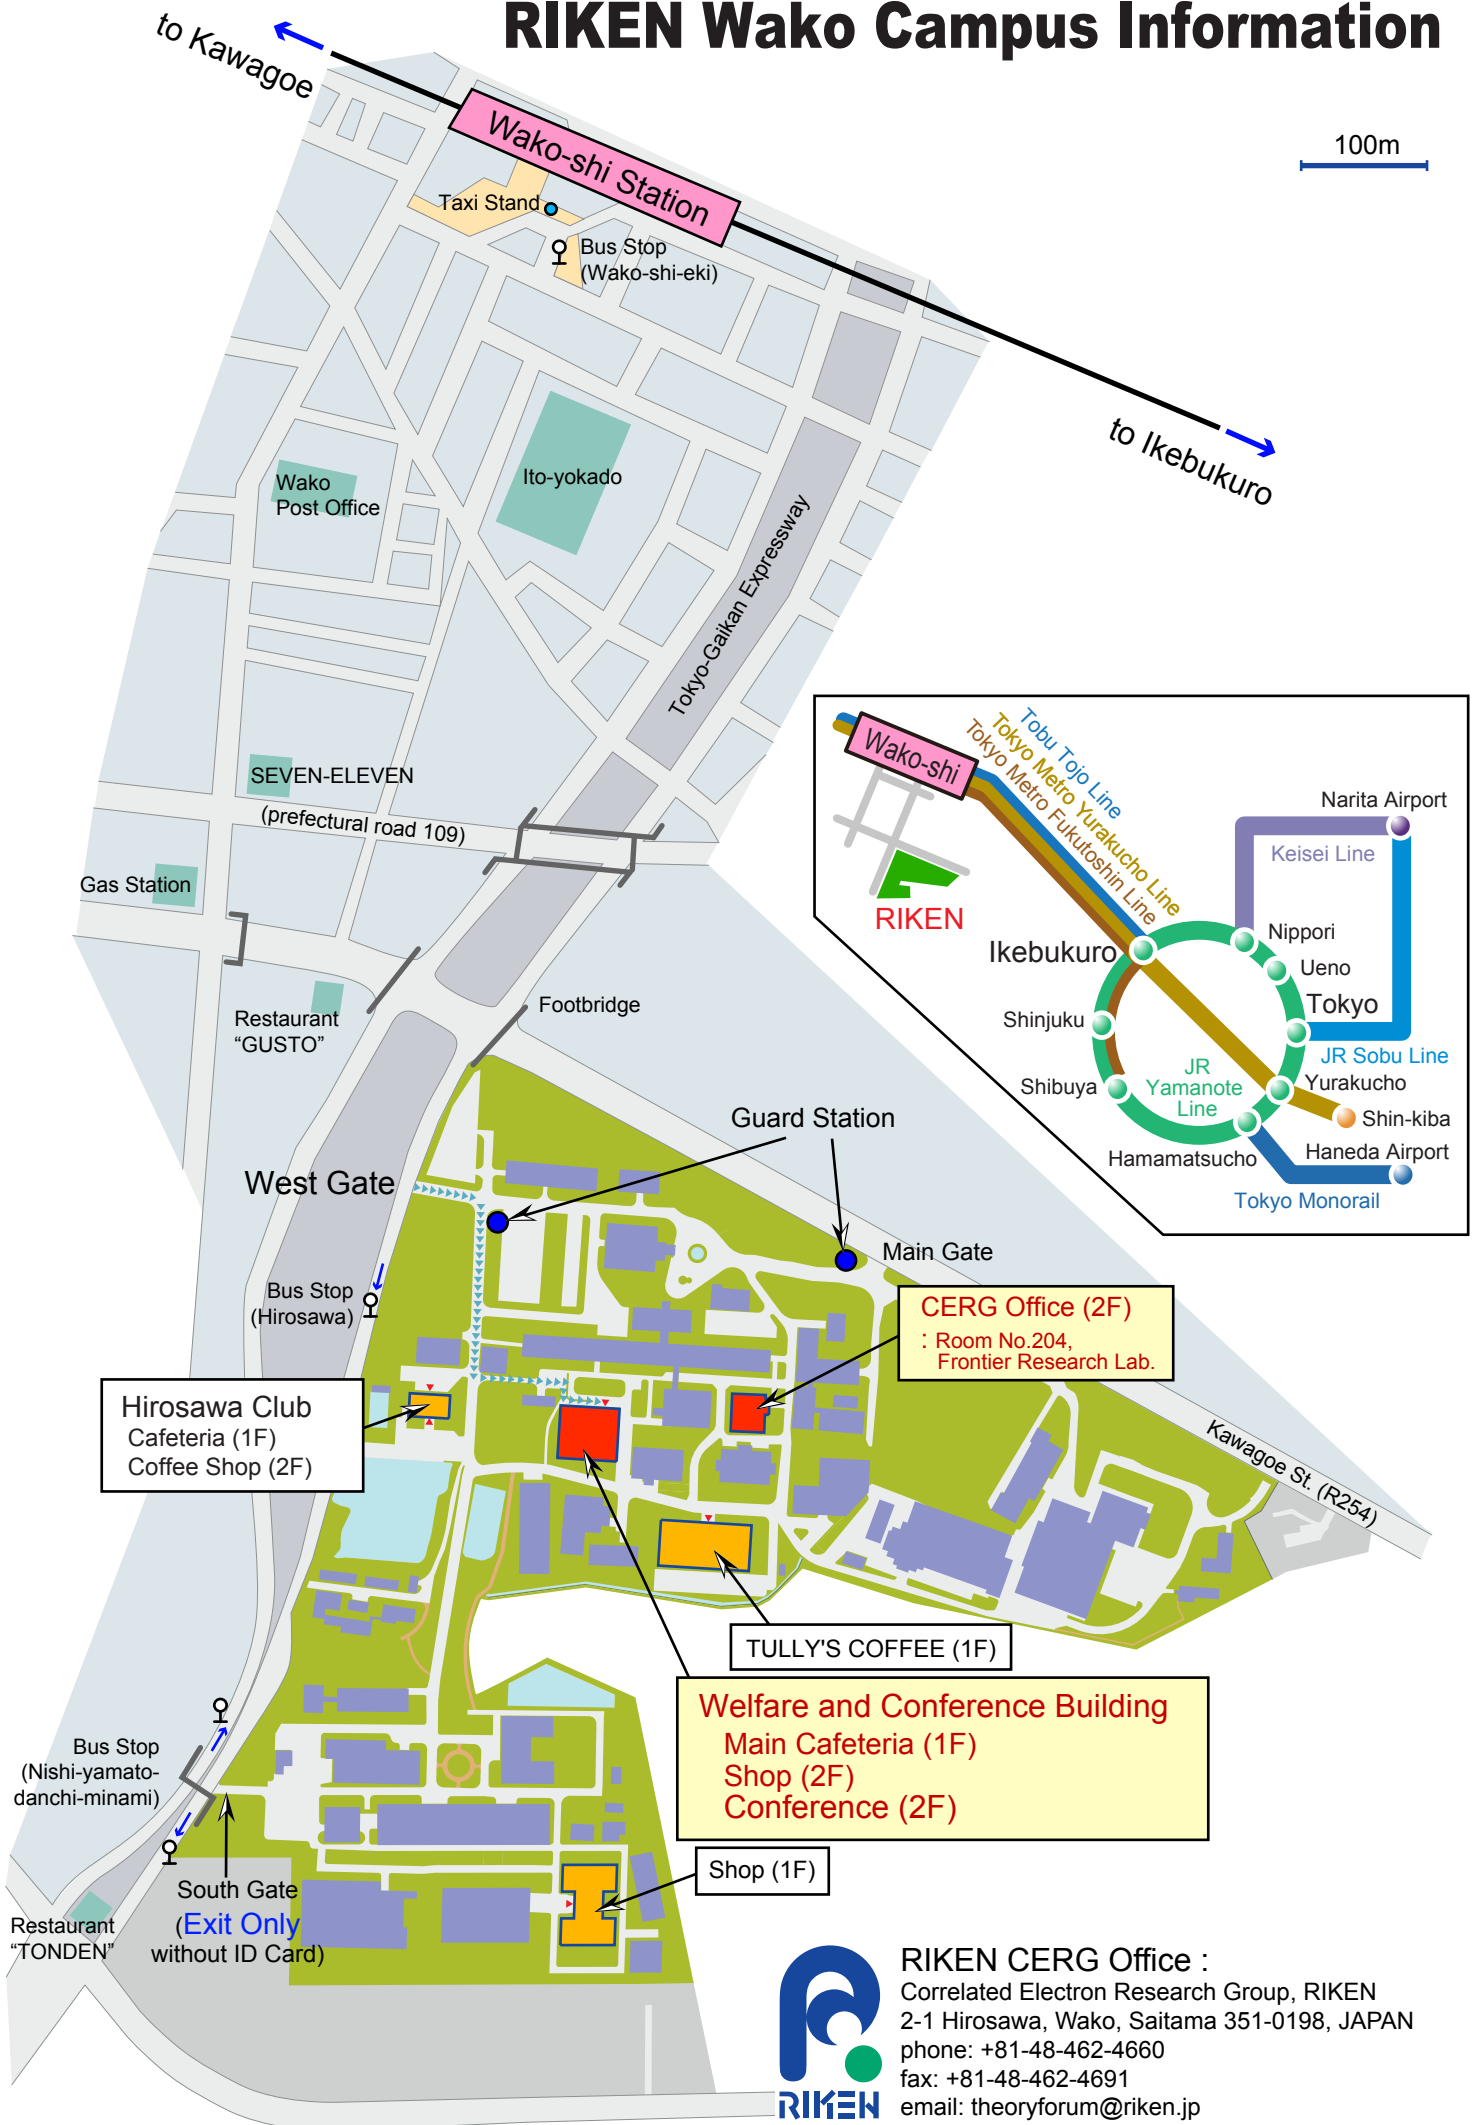 RIKEN Wako Campus Information
to Kawagoe
Wako-shi Station
100m
Taxi Stand
Bus Stop
(Wako-shi-eki)
to Ikebukuro
Wako
Post Office
Ito-yokado
Tokyo-Gaikan Expressway
SEVEN-ELEVEN
(prefectural road 109)
Gas Station
Restaurant
“GUSTO”
Footbridge
Wako-shi
Tobu Tojo Line
Tokyo Metro Yurakucho Line
Tokyo Metro Fukutoshin Line
RIKEN
Narita Airport
Keisei Line
Nippori
Ikebukuro
Ueno
Tokyo
Shinjuku
JR Sobu Line
JR
Yamanote
Line
Shibuya
Yurakucho
Shin-kiba
Hamamatsucho
Haneda Airport
Tokyo Monorail
Guard Station
West Gate
Main Gate
Bus Stop
(Hirosawa)
CERG Office (2F)
: Room No.204,
Frontier Research Lab.
Hirosawa Club
Cafeteria (1F)
Coffee Shop (2F)
Kawagoe St. (R254)
TULLY'S COFFEE (1F)
Welfare and Conference Building
Main Cafeteria (1F)
Shop (2F)
Conference (2F)
Bus Stop
(Nishi-yamato-
danchi-minami)
Shop (1F)
South Gate
(Exit Only
without ID Card)
Restaurant
“TONDEN”
RIKEN
RIKEN CERG Office :
Correlated Electron Research Group, RIKEN
2-1 Hirosawa, Wako, Saitama 351-0198, JAPAN
phone: +81-48-462-4660
fax: +81-48-462-4691
email: theoryforum@riken.jp